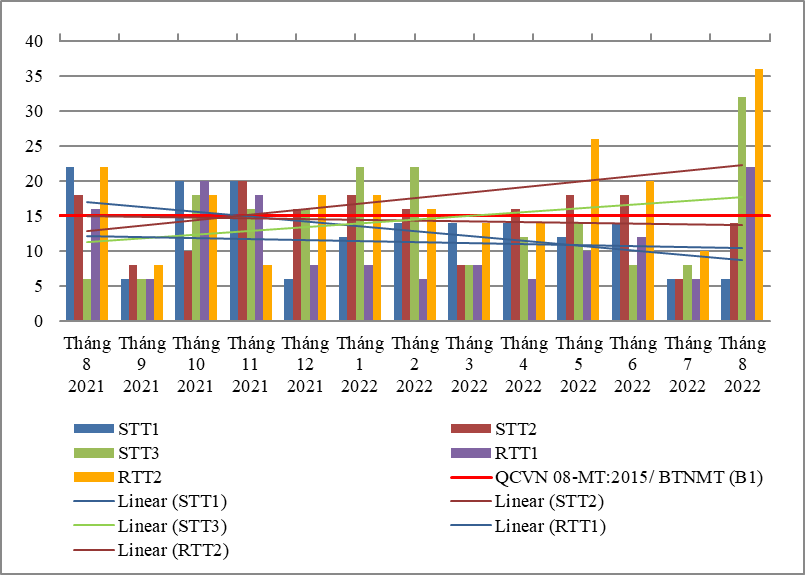 40
35
30
25
20
15
10
5
0
Tháng Tháng Tháng Tháng Tháng Tháng Tháng Tháng Tháng Tháng Tháng Tháng Tháng
8 9 10 11 12 1 2 3 4 5 6 7 8
2021 2021 2021 2021 2021 2022 2022 2022 2022 2022 2022 2022 2022
STT1 STT2
STT3 RTT1
RTT2 QCVN 08-MT:2015/ BTNMT (B1)
Linear (STT1) Linear (STT2)
Linear (STT3) Linear (RTT1)
Linear (RTT2)